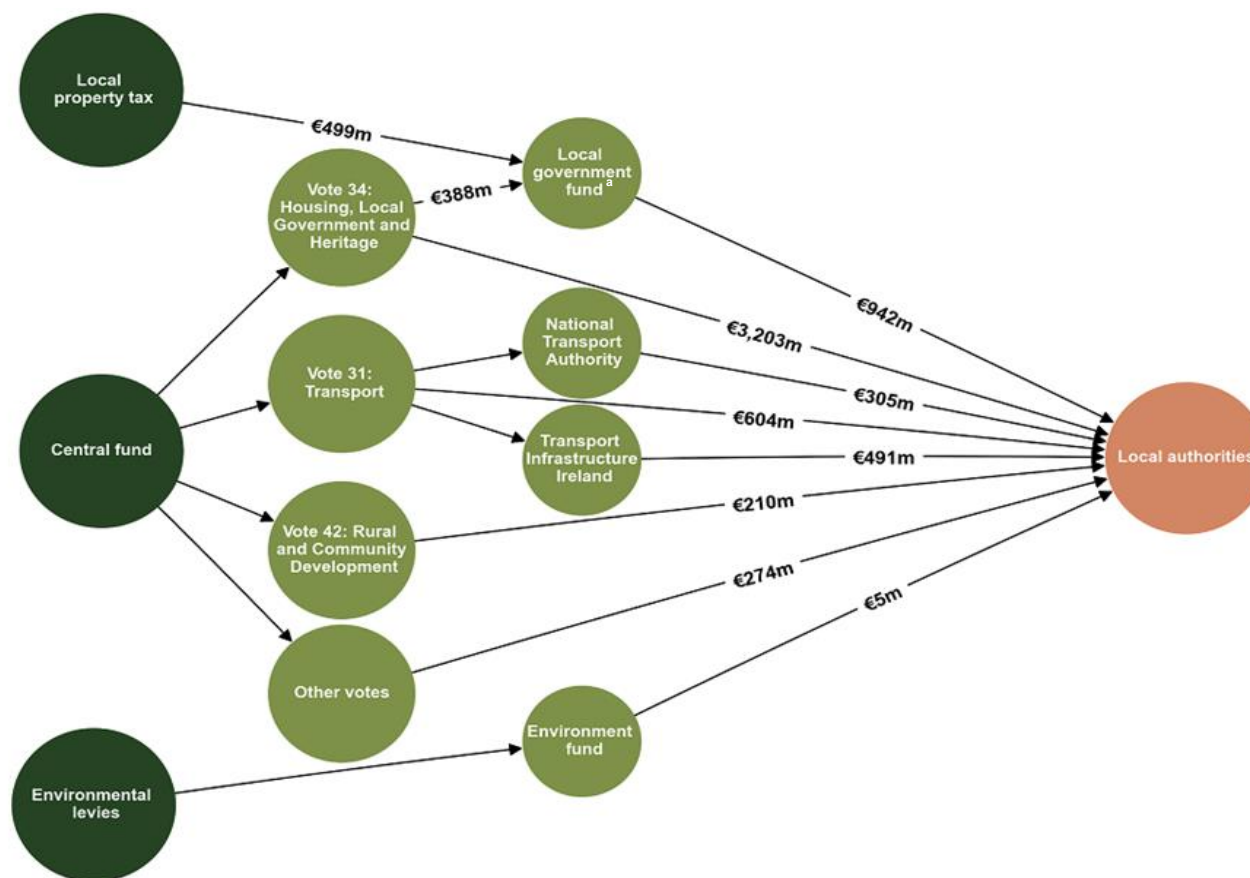 Local
property tax
€499m
Local
government
fund a
Vote 34:
Housing, Local
Government and
Heritage
€388m
€942m
€3,203m
National
Transport
Authority
€305m
Vote 31:
Transport
€604m
Transport
Infrastructure
Ireland
€491m
Central fund
Local authorities
€210m
Vote 42: Rural
and Community
Development
€274m
€5m
Other votes
Environment
fund
Environmental
levies